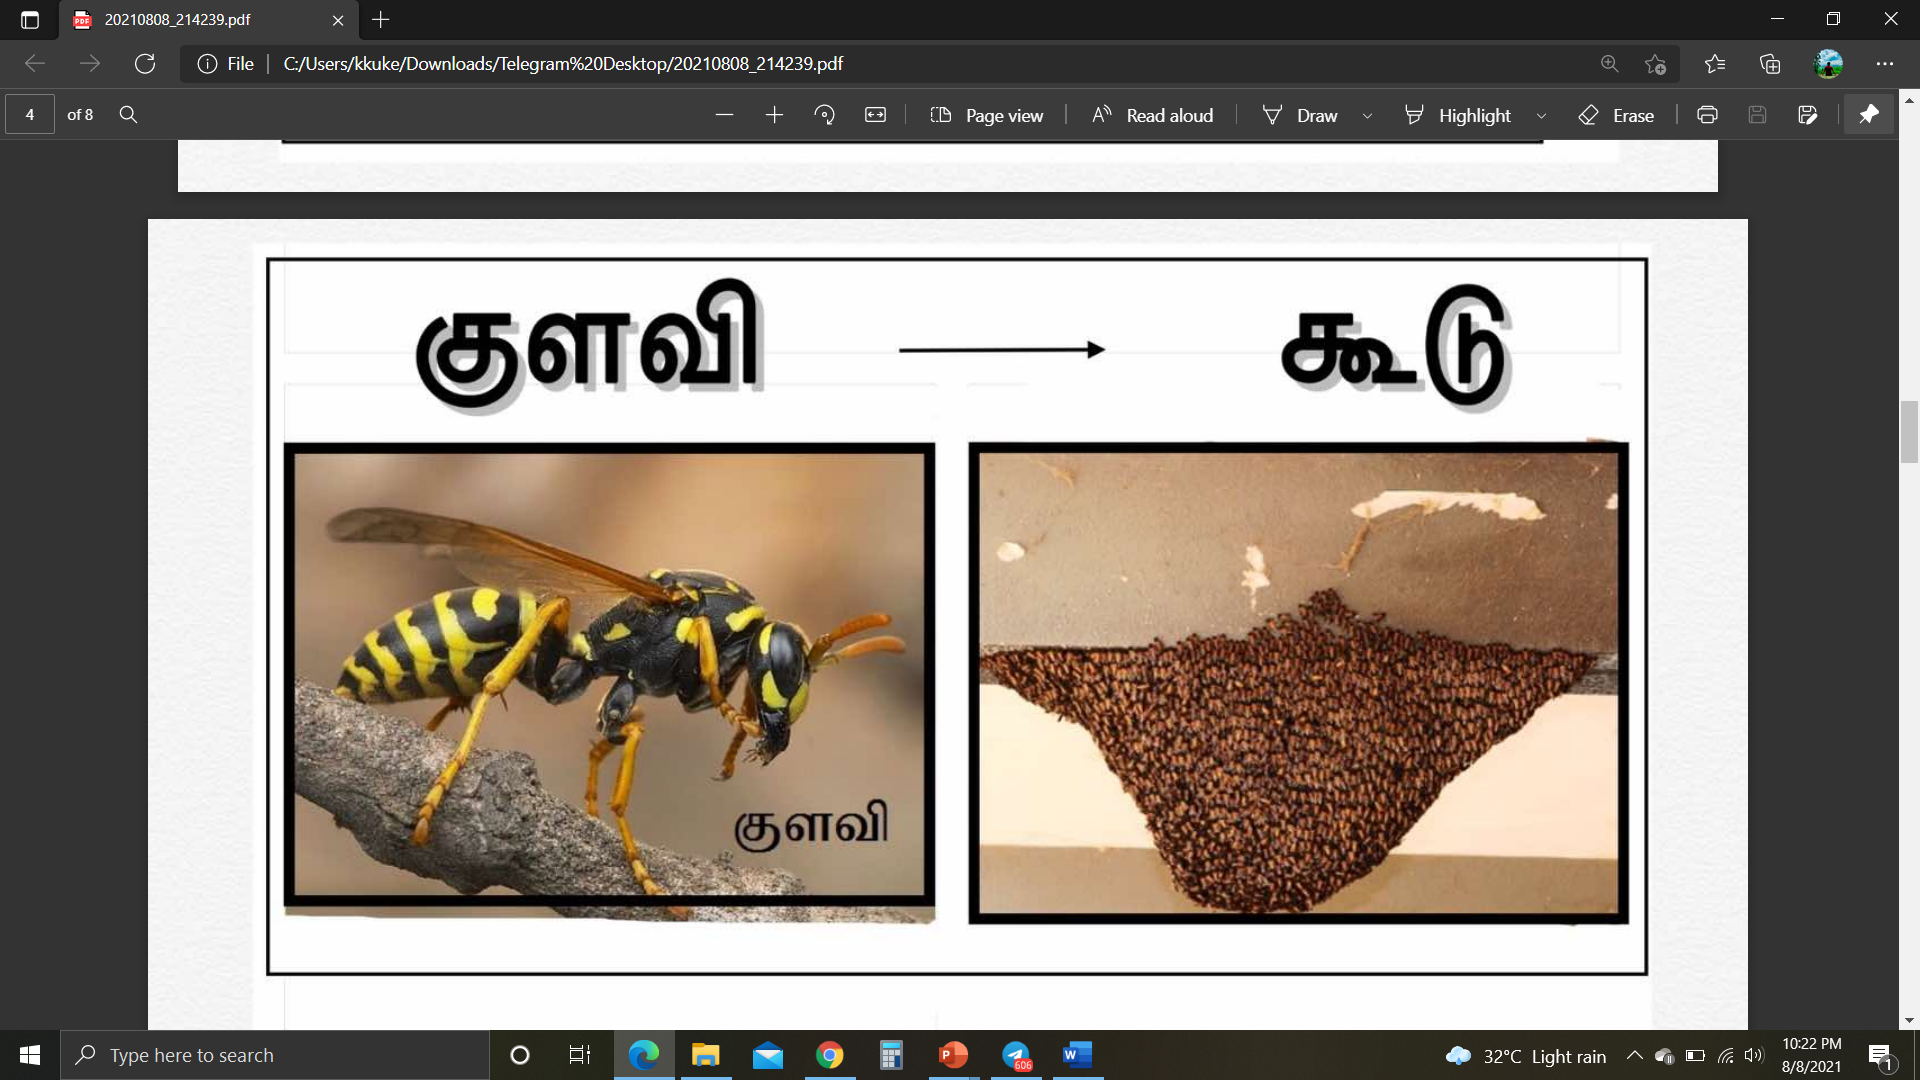 20210808_214239.pdf
File
C:/Users/kkuke/Downloads/Telegram%20Desktop/20210808_214239.pdf
4 of 8
Page view
Read aloud
Draw
Highlight
Erase
குளவி
கூடு
குளவி
Type here to search
606
32°C Light rain
10:22 PM
8/8/2021
1